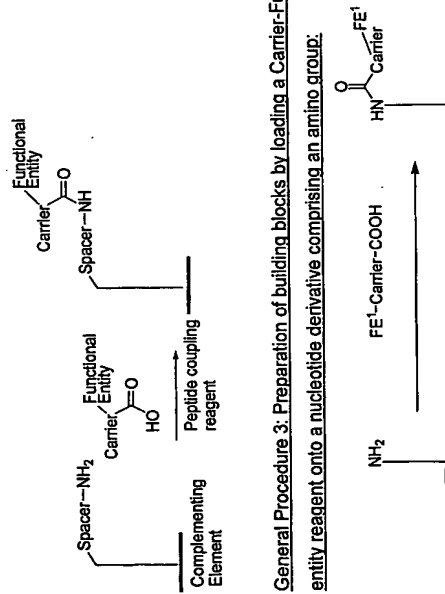 Spacer—NH2
Complementing
Element
Functional
Entity
Carrier
O
HO
Peptide coupling
reagent
Functional
Entity
Carrier
O
Spacer—NH
General Procedure 3: Preparation of building blocks by loading a Carrier-Fu
entity reagent onto a nucleotide derivative comprising an amino group:
NH2
FE1-Carrier-COOH
O
FE1
Carrier
HN